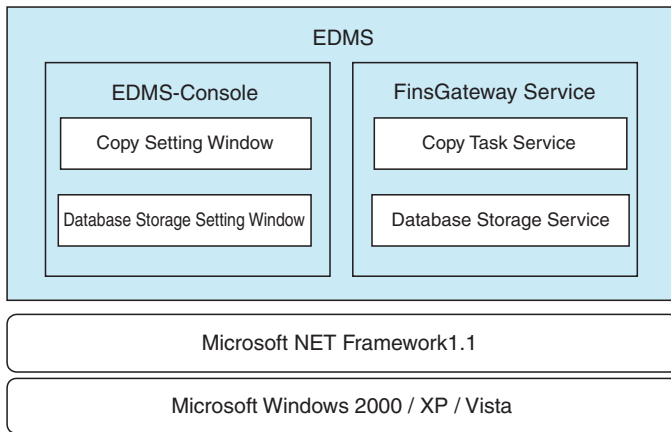 EDMS
EDMS-Console
Copy Setting Window
Database Storage Setting Window
FinsGateway Service
Copy Task Service
Database Storage Service
Microsoft NET Framework1.1
Microsoft Windows 2000 / XP / Vista